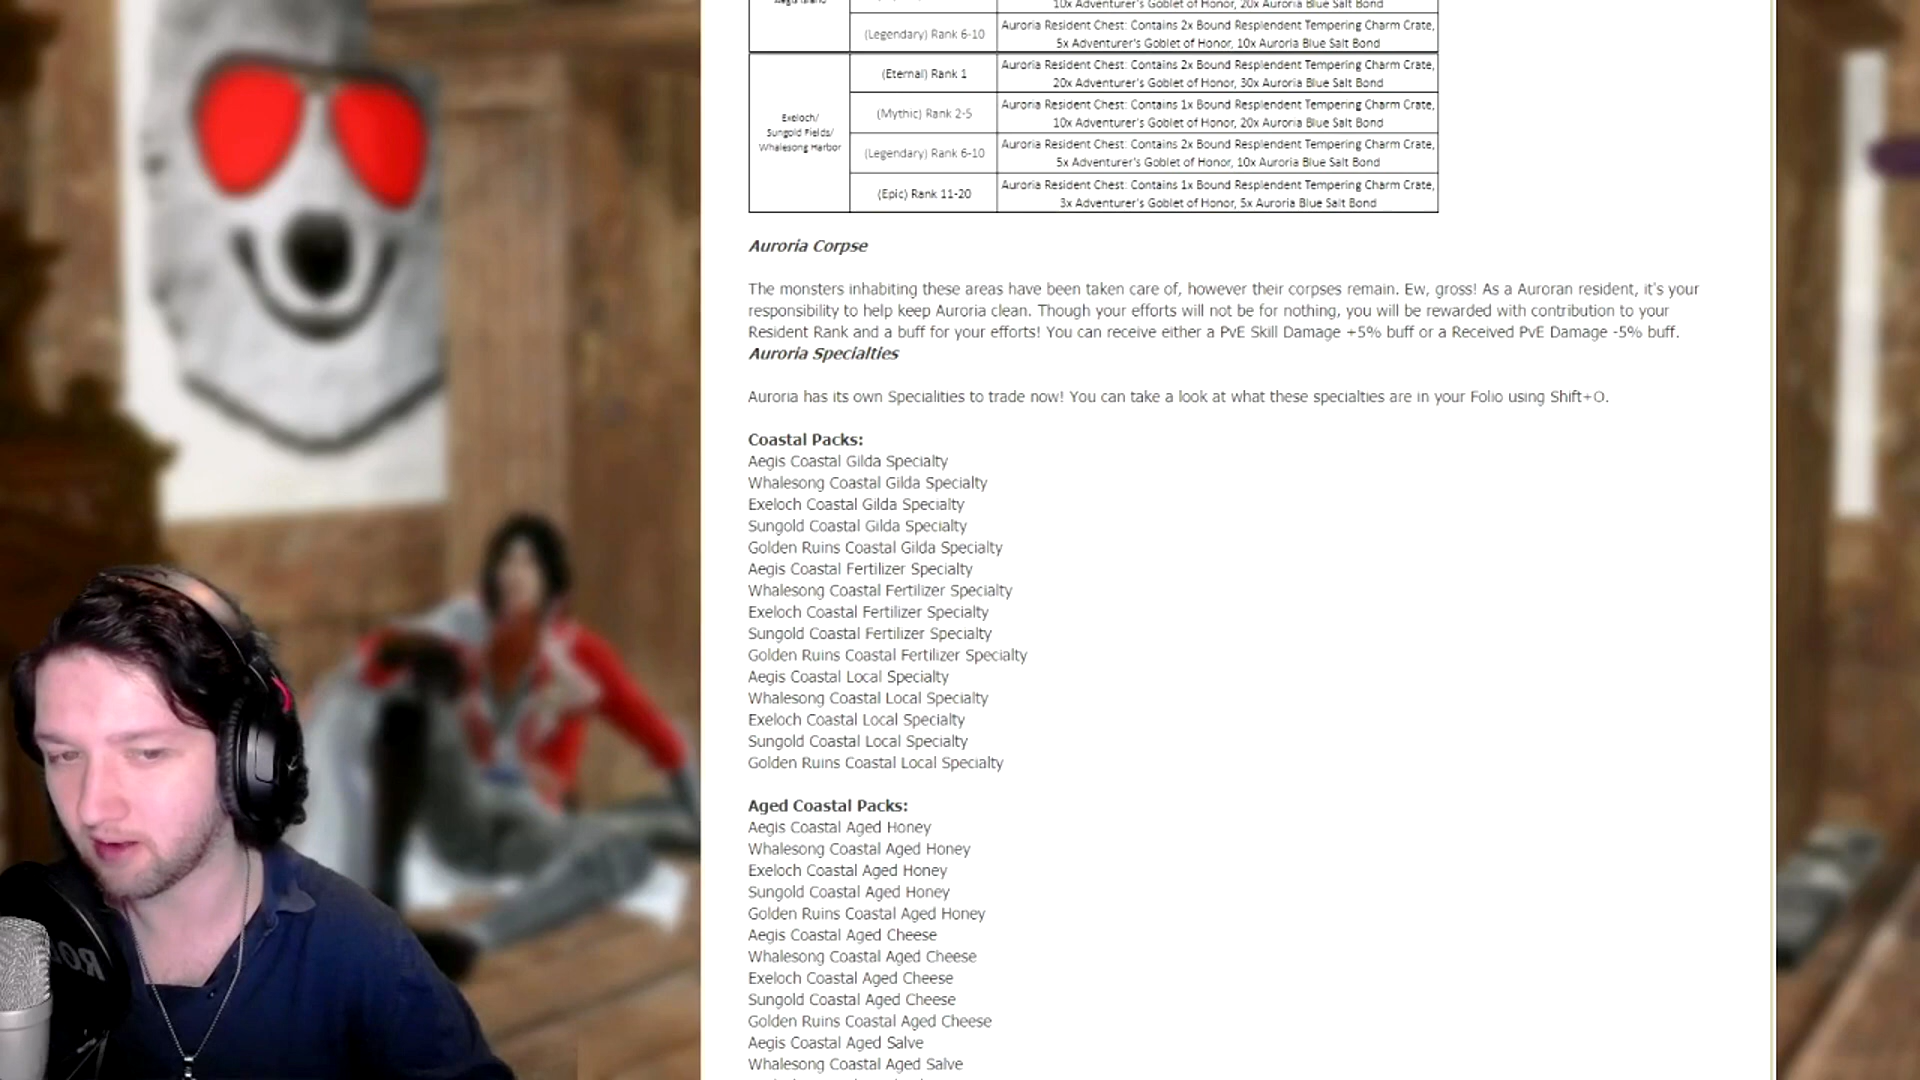 10x Adventurer's Goblet of Honor, 20x Auroria Blue Salt Bond
Aegis Island
(Legendary) Rank 6-10
Auroria Resident Chest: Contains 2x Bound Resplendent Tempering Charm Crate,
5x Adventurer's Goblet of Honor, 10x Auroria Blue Salt Bond
Exeloch/
Sungold Fields/
Whalesong Harbor
(Eternal) Rank 1
Auroria Resident Chest: Contains 2x Bound Resplendent Tempering Charm Crate,
20x Adventurer's Goblet of Honor, 30x Auroria Blue Salt Bond
(Mythic) Rank 2-5
Auroria Resident Chest: Contains 1x Bound Resplendent Tempering Charm Crate,
10x Adventurer's Goblet of Honor, 20x Auroria Blue Salt Bond
(Legendary) Rank 6-10
Auroria Resident Chest: Contains 2x Bound Resplendent Tempering Charm Crate,
5x Adventurer's Goblet of Honor, 10x Auroria Blue Salt Bond
(Epic) Rank 11-20
Auroria Resident Chest: Contains 1x Bound Resplendent Tempering Charm Crate,
3x Adventurer's Goblet of Honor, 5x Auroria Blue Salt Bond
Auroria Corpse
The monsters inhabiting these areas have been taken care of, however their corpses remain. Ew, gross! As a Auroran resident, it's your
responsibility to help keep Auroria clean. Though your efforts will not be for nothing, you will be rewarded with contribution to your
Resident Rank and a buff for your efforts! You can receive either a PvE Skill Damage +5% buff or a Received PvE Damage -5% buff.
Auroria Specialties
Auroria has its own Specialities to trade now! You can take a look at what these specialties are in your Folio using Shift+O.
Coastal Packs:
Aegis Coastal Gilda Specialty
Whalesong Coastal Gilda Specialty
Exeloch Coastal Gilda Specialty
Sungold Coastal Gilda Specialty
Golden Ruins Coastal Gilda Specialty
Aegis Coastal Fertilizer Specialty
Whalesong Coastal Fertilizer Specialty
Exeloch Coastal Fertilizer Specialty
Sungold Coastal Fertilizer Specialty
Golden Ruins Coastal Fertilizer Specialty
Aegis Coastal Local Specialty
Whalesong Coastal Local Specialty
Exeloch Coastal Local Specialty
Sungold Coastal Local Specialty
Golden Ruins Coastal Local Specialty
Aged Coastal Packs:
Aegis Coastal Aged Honey
Whalesong Coastal Aged Honey
Exeloch Coastal Aged Honey
Sungold Coastal Aged Honey
Golden Ruins Coastal Aged Honey
Aegis Coastal Aged Cheese
Whalesong Coastal Aged Cheese
Exeloch Coastal Aged Cheese
Sungold Coastal Aged Cheese
Golden Ruins Coastal Aged Cheese
Aegis Coastal Aged Salve
Whalesong Coastal Aged Salve